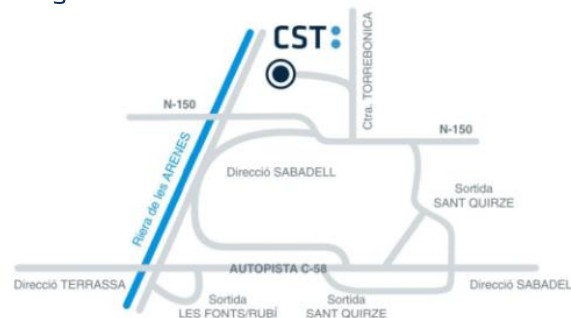 CST:
Ctra. TORREBONICA
N-150
N-150
Riera de les ARENES
Direcció SABADELL
Sortida
SANT QUIRZE
AUTOPISTA C-58
Direcció TERRASSA
Direcció SABADEL
Sortida
LES FONTS/RUBÍ
Sortida
SANT QUIRZE